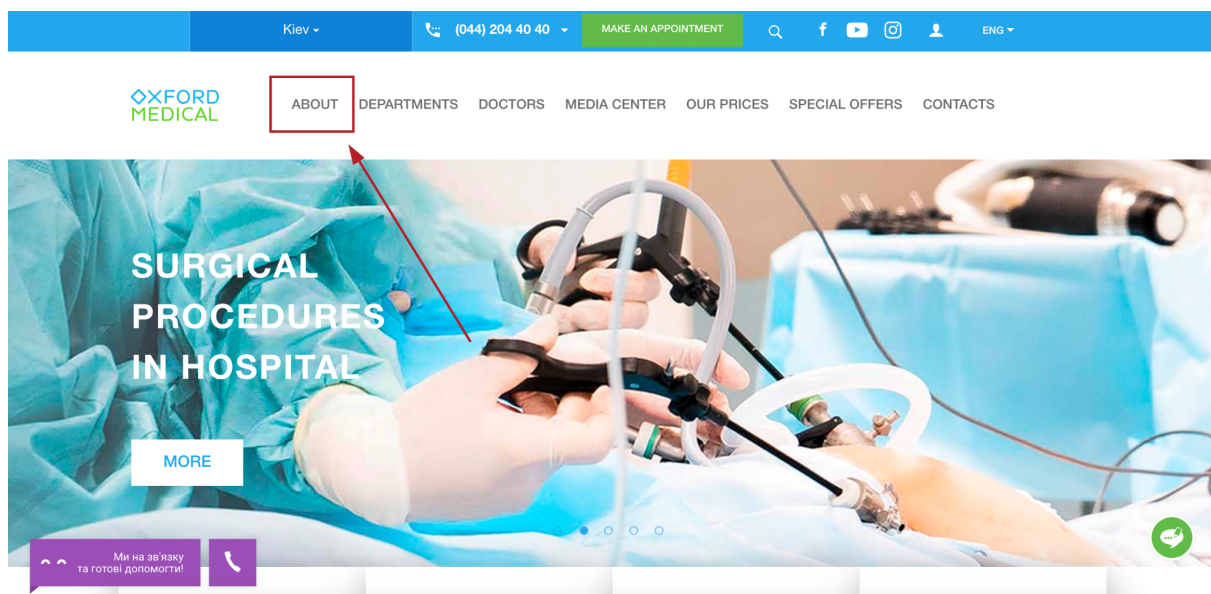 Kiev
(044) 204 40 40
MAKE AN APPOINTMENT
ENG
OXFORD
MEDICAL
ABOUT DEPARTMENTS DOCTORS MEDIA CENTER OUR PRICES SPECIAL OFFERS CONTACTS
SURGICAL
PROCEDURES
IN HOSPITAL
MORE
Ми на зв'язку
та готові допомогти!